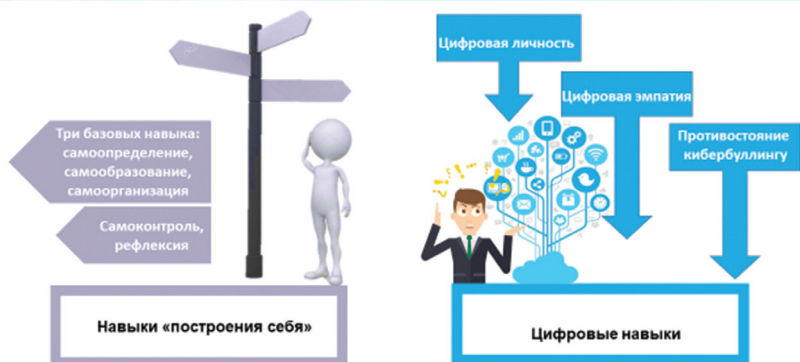 Три базовых навыка:
самоопределение,
самообразование,
самоорганизация
Самоконтроль,
рефлексия
Навыки «построения себя»
Цифровая личность
Цифровая эмпатия
Противостояние
кибербуллингу
Цифровые навыки